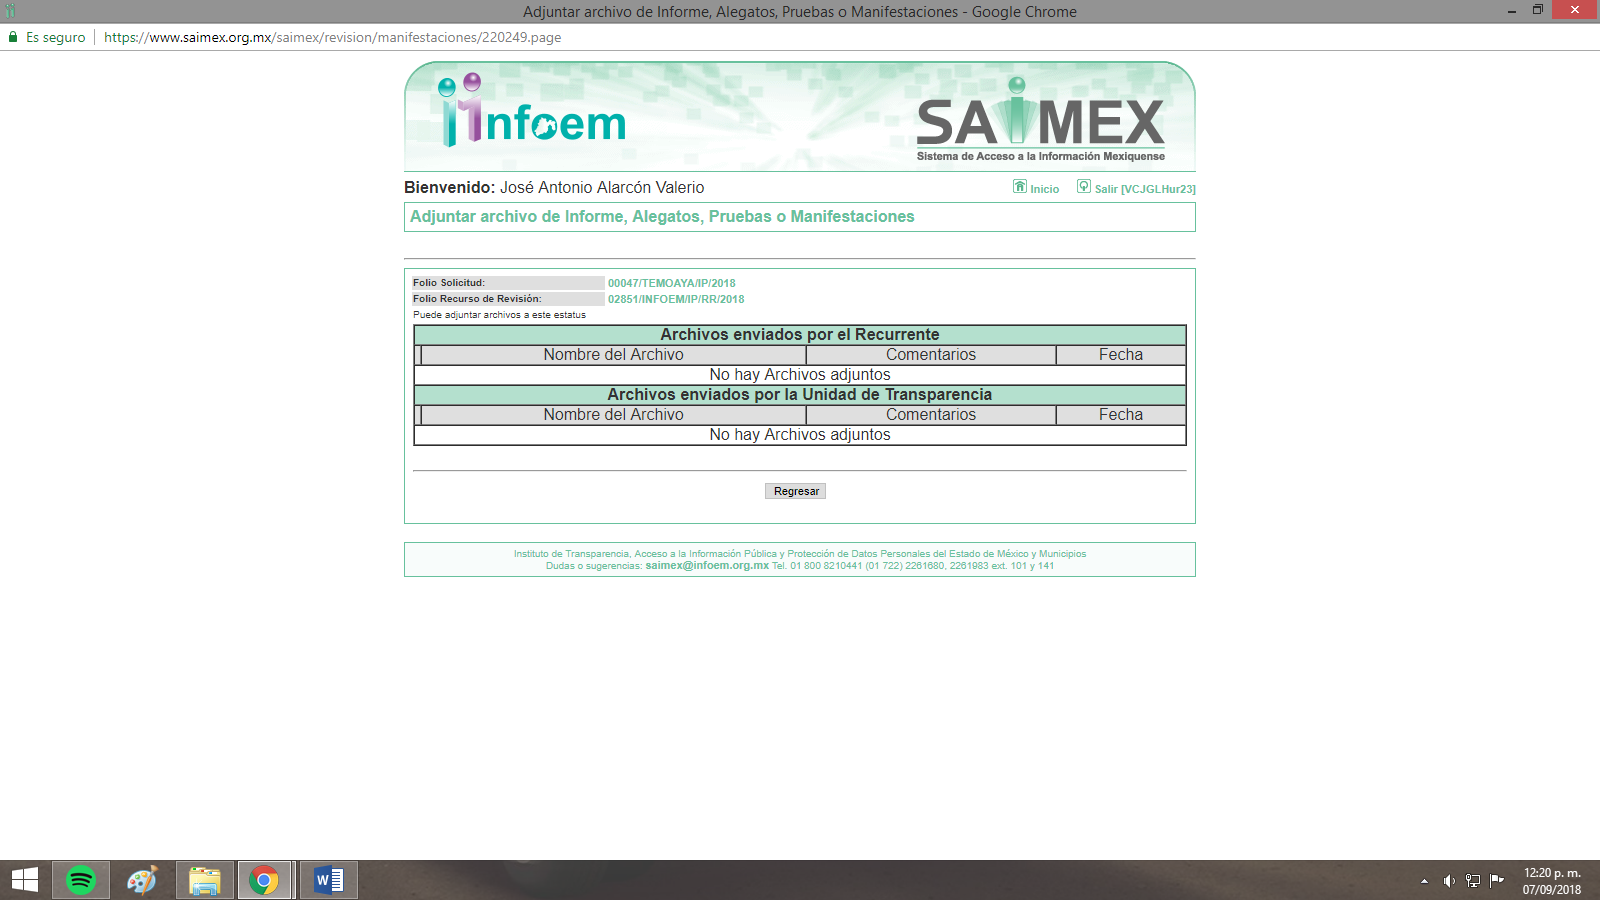 Adjuntar archivo de Informe, Alegatos, Pruebas o Manifestaciones - Google Chrome
Es seguro https://www.saimex.org.mx/saimex/revision/manifestaciones/220249.page
infoem
SAIMEX
Sistema de Acceso a la Información Mexiquense
Bienvenido: José Antonio Alarcón Valerio Inicio Salir [VCJGLHur23]
Adjuntar archivo de Informe, Alegatos, Pruebas o Manifestaciones
Folio Solicitud: 00047/TEMOAYA/IP/2018
Folio Recurso de Revisión: 02851/INFOEM/IP/RR/2018
Puede adjuntar archivos a este estatus
Archivos enviados por el Recurrente
Nombre del Archivo Comentarios Fecha
No hay Archivos adjuntos
Archivos enviados por la Unidad de Transparencia
Nombre del Archivo Comentarios Fecha
No hay Archivos adjuntos
Regresar
Instituto de Transparencia, Acceso a la Información Pública y Protección de Datos Personales del Estado de México y Municipios
Dudas o sugerencias: saimex@infoem.org.mx Tel. 01 800 8210441 (01 722) 2261680, 2261983 ext. 101 y 141
12:20 p. m.
07/09/2018